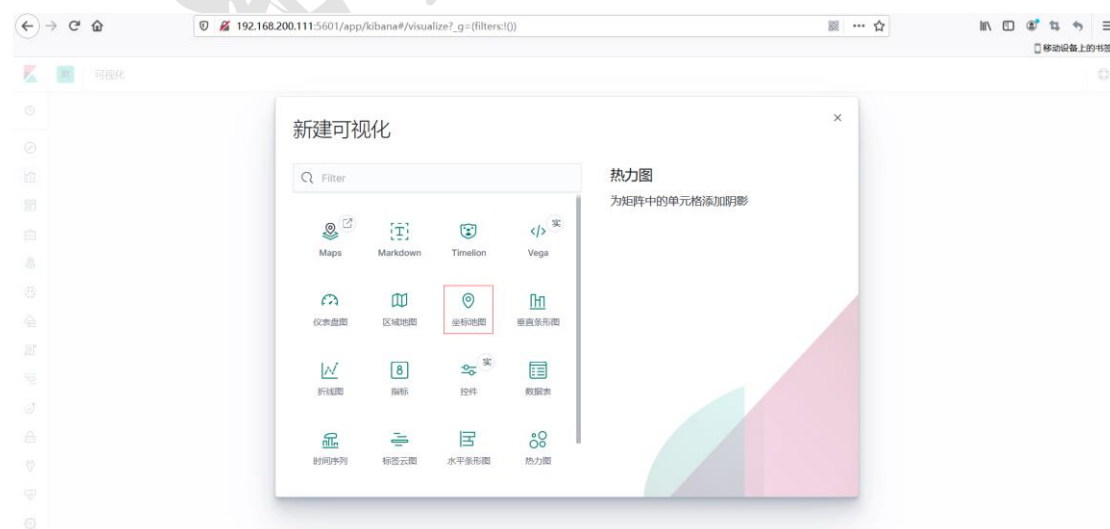 192.168.200.111:5601/app/kibana#/visualize?_g=(filters:!())
移动设备上的书签
可视化
新建可视化
Filter
热力图
为矩阵中的单元格添加阴影
实
Maps Markdown Timelion Vega
仪表盘图 区域地图 坐标地图 垂直条形图
8 实
折线图 指标 控件 数据表
时间序列 标签云图 水平条形图 热力图